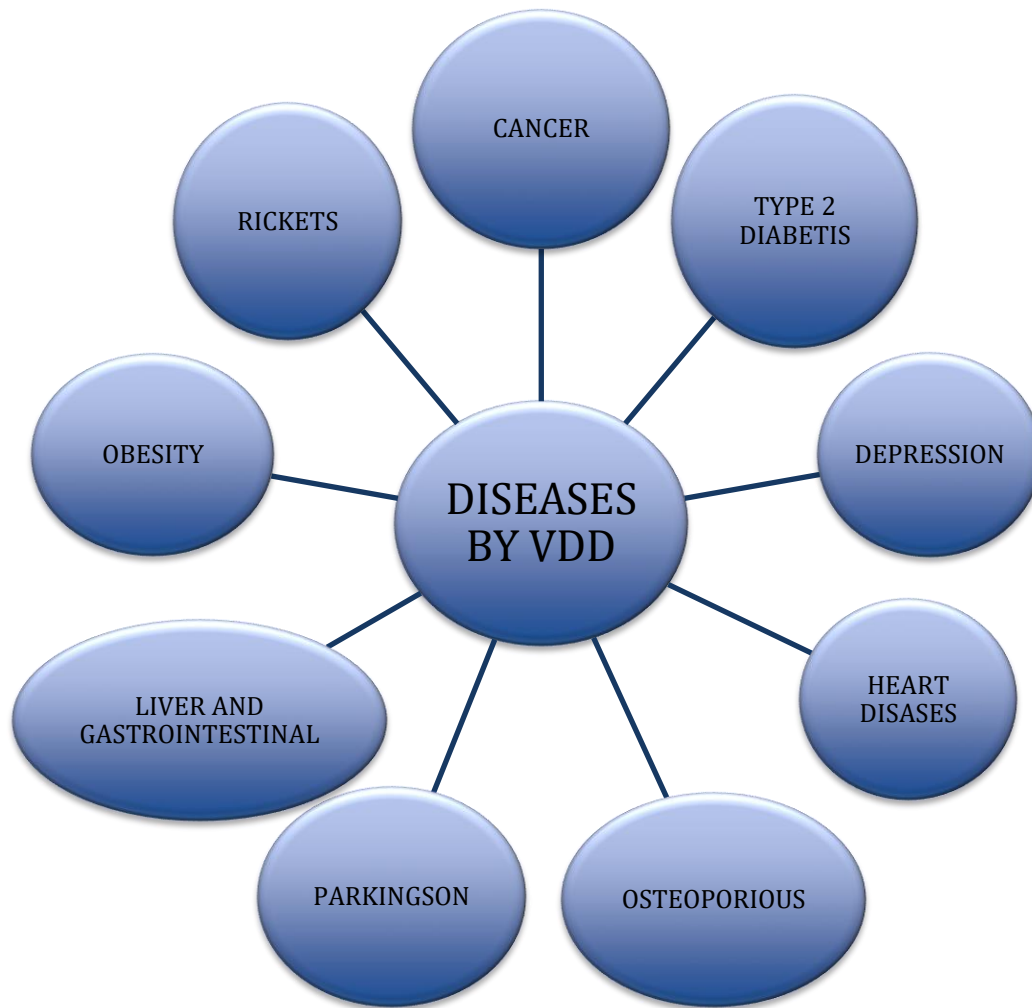 CANCER
TYPE 2
DIABETIS
RICKETS
OBESITY
DEPRESSION
DISEASES
BY VDD
HEART
DISASES
LIVER AND
GASTROINTESTINAL
PARKINGSON
OSTEOPORIOUS